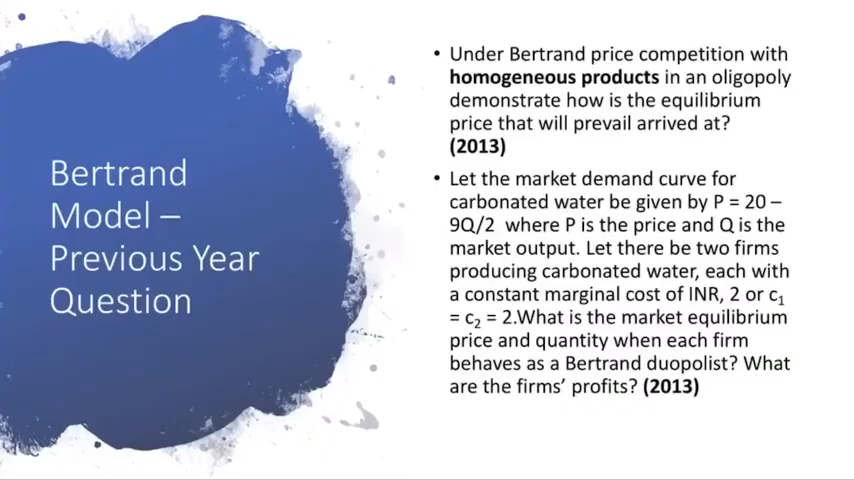 Bertrand
Model –
Previous Year
Question
• Under Bertrand price competition with
homogeneous products in an oligopoly
demonstrate how is the equilibrium
price that will prevail arrived at?
(2013)
• Let the market demand curve for
carbonated water be given by P = 20 –
9Q/2 where P is the price and Q is the
market output. Let there be two firms
producing carbonated water, each with
a constant marginal cost of INR, 2 or c₁
= c₂ = 2.What is the market equilibrium
price and quantity when each firm
behaves as a Bertrand duopolist? What
are the firms’ profits? (2013)